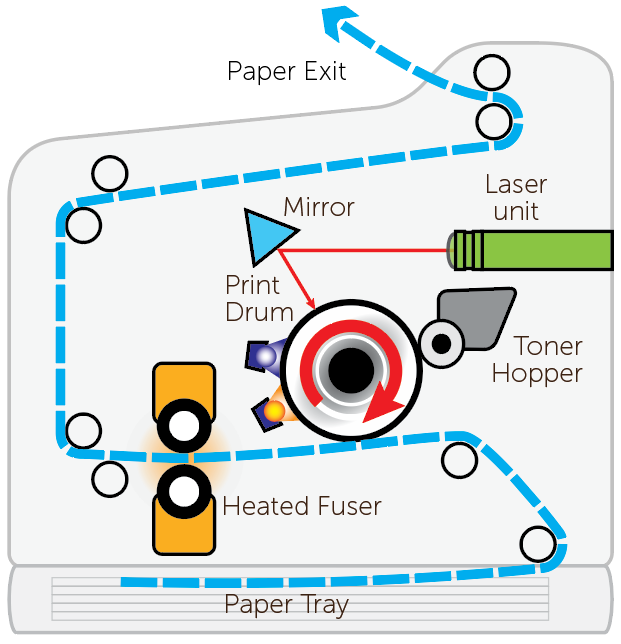 Paper Exit
Laser
unit
Mirror
Print
Drum
Toner
Hopper
Heated Fuser
Paper Tray